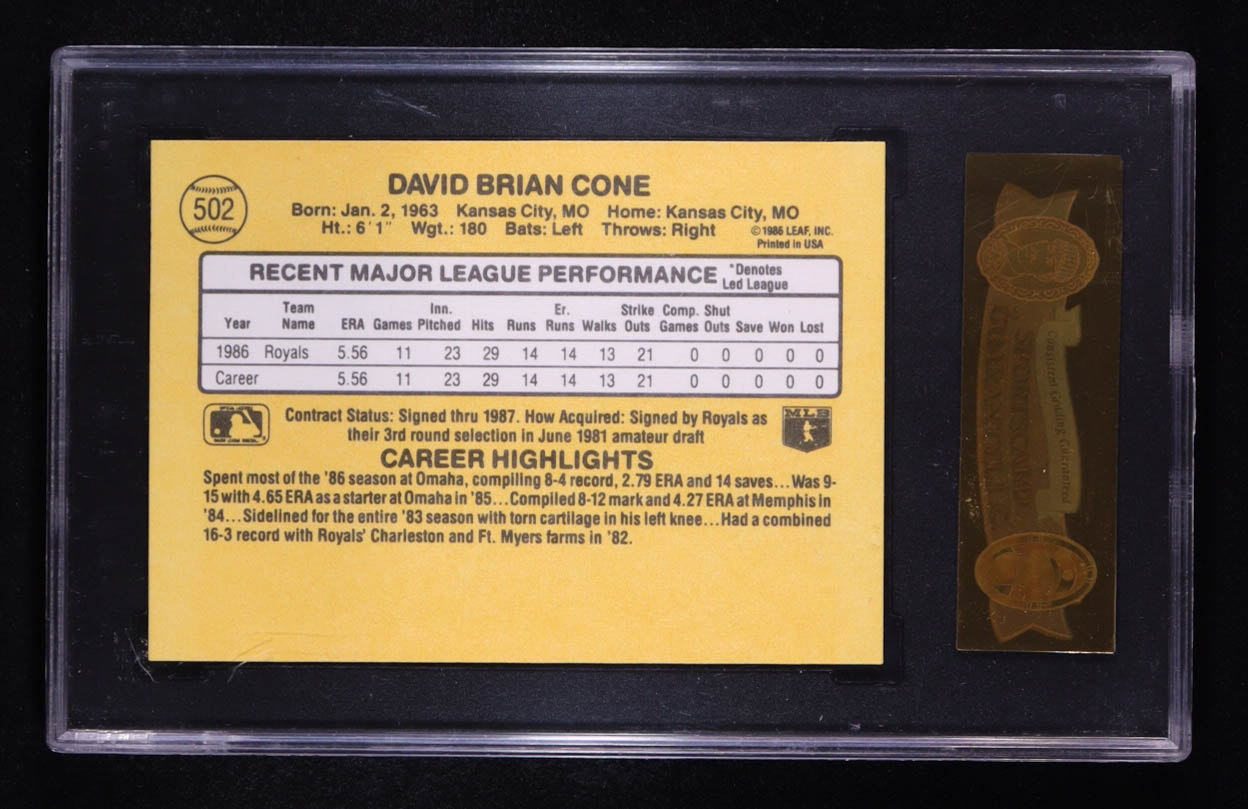 502
DAVID BRIAN CONE
Born: Jan. 2, 1963 Kansas City, MO Home: Kansas City, MO
Ht.: 6'1" Wgt.: 180 Bats: Left Throws: Right
©1986 LEAF, INC.
Printed in USA
RECENT MAJOR LEAGUE PERFORMANCE
*Denotes
Led League
Year Team Name ERA Games Inn. Pitched Hits Runs Er. Runs Walks Strike Outs Comp. Games Shut Outs Save Won Lost
1986 Royals 5.56 11 23 29 14 14 13 21 0 0 0 0 0
Career 5.56 11 23 29 14 14 13 21 0 0 0 0 0
Contract Status: Signed thru 1987. How Acquired: Signed by Royals as
their 3rd round selection in June 1981 amateur draft
MLB
CAREER HIGHLIGHTS
Spent most of the '86 season at Omaha, compiling 8-4 record, 2.79 ERA and 14 saves...Was 9-
15 with 4.65 ERA as a starter at Omaha in '85...Compiled 8-12 mark and 4.27 ERA at Memphis in
'84...Sidelined for the entire '83 season with torn cartilage in his left knee...Had a combined
16-3 record with Royals' Charleston and Ft. Myers farms in '82.
SPORTSCARD
GUARANTY
Consistent Grading Guaranteed